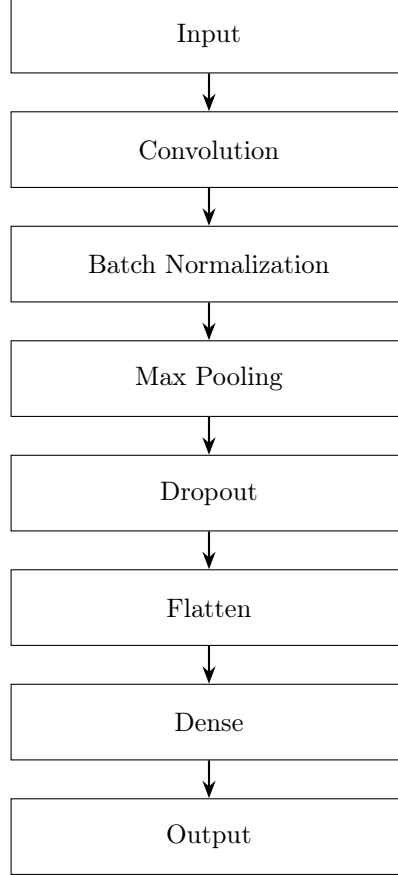 Input
Convolution
Batch Normalization
Max Pooling
Dropout
Flatten
Dense
Output